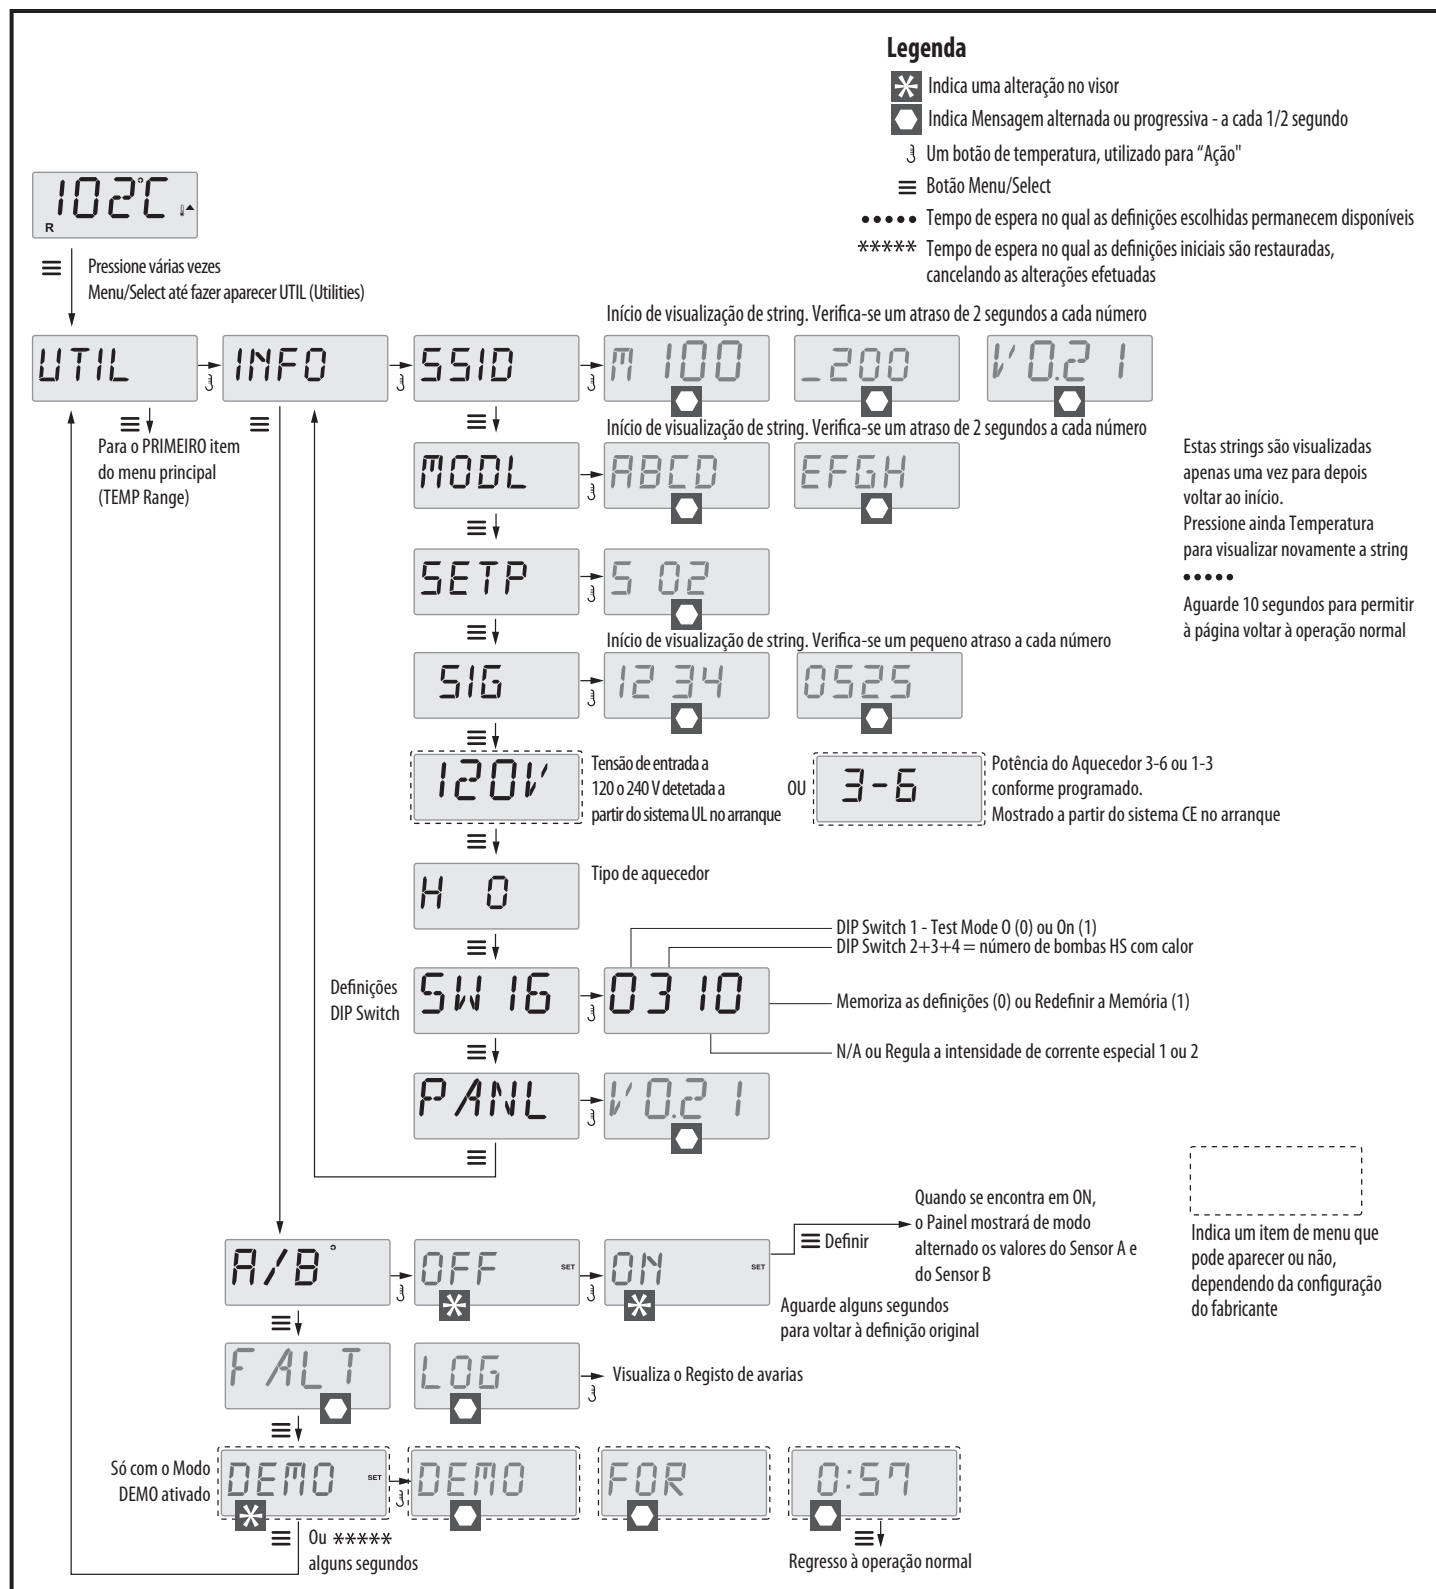 Legenda
Indica uma alteração no visor
Indica Mensagem alternada ou progressiva - a cada 1/2 segundo
Um botão de temperatura, utilizado para “Ação"
Botão Menu/Select
••••• Tempo de espera no qual as definições escolhidas permanecem disponíveis
***** Tempo de espera no qual as definições iniciais são restauradas,
cancelando as alterações efetuadas
102°C
R
Pressione várias vezes
Menu/Select até fazer aparecer UTIL (Utilities)
Início de visualização de string. Verifica-se um atraso de 2 segundos a cada número
UTIL INFO SSID M 100 _200 V 0.21
Para o PRIMEIRO item
do menu principal
(TEMP Range)
Início de visualização de string. Verifica-se um atraso de 2 segundos a cada número
MODL ABCD EFGH
Estas strings são visualizadas
apenas uma vez para depois
voltar ao início.
Pressione ainda Temperatura
para visualizar novamente a string
•••••
Aguarde 10 segundos para permitir
à página voltar à operação normal
SETP S 02
Início de visualização de string. Verifica-se um pequeno atraso a cada número
SIG 12 34 0525
120V
Tensão de entrada a
120 o 240 V detetada a
partir do sistema UL no arranque
OU
3-6
Potência do Aquecedor 3-6 ou 1-3
conforme programado.
Mostrado a partir do sistema CE no arranque
H 0
Tipo de aquecedor
DIP Switch 1 - Test Mode O (0) ou On (1)
DIP Switch 2+3+4 = número de bombas HS com calor
Definições
DIP Switch
SW 16 03 10
Memoriza as definições (0) ou Redefinir a Memória (1)
N/A ou Regula a intensidade de corrente especial 1 ou 2
PANL V 0.21
Indica um item de menu que
pode aparecer ou não,
dependendo da configuração
do fabricante
A/B° OFF SET ON SET
Definir
Quando se encontra em ON,
o Painel mostrará de modo
alternado os valores do Sensor A e
do Sensor B
Aguarde alguns segundos
para voltar à definição original
FALT LOG
Visualiza o Registo de avarias
Só com o Modo
DEMO ativado
DEMO SET DEMO FOR 0:57
Ou *****
alguns segundos
Regresso à operação normal